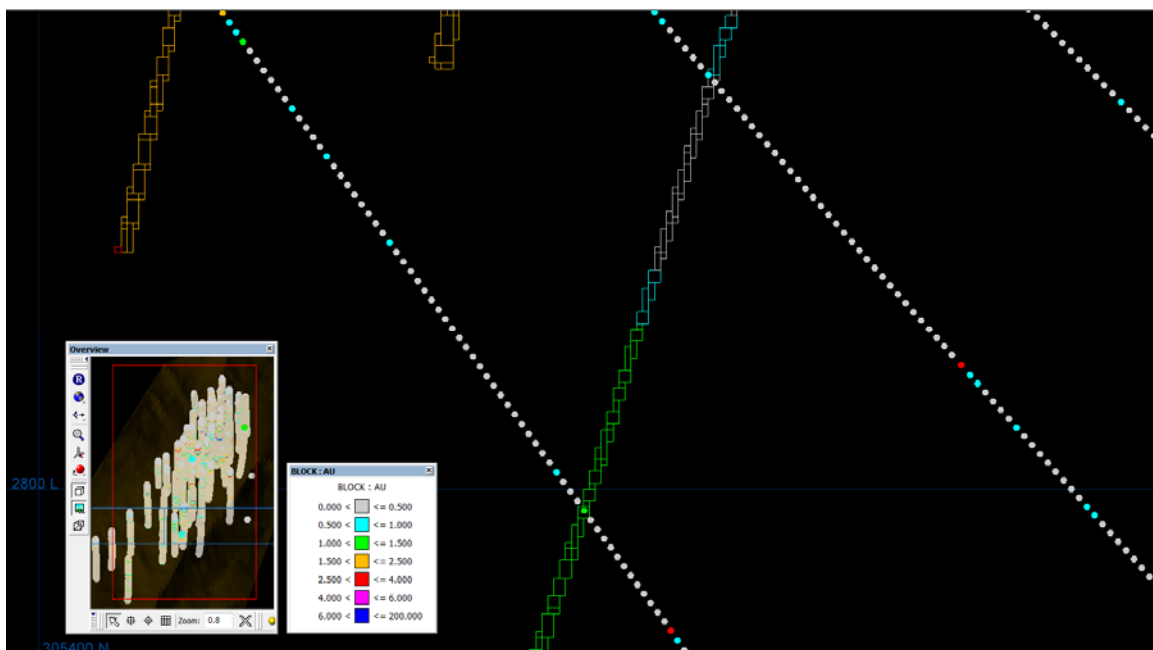 Overview
R
2800 L
BLOCK : AU
BLOCK : AU
0.000 < <= 0.500
0.500 < <= 1.000
1.000 < <= 1.500
1.500 < <= 2.500
2.500 < <= 4.000
4.000 < <= 6.000
6.000 < <= 200.000
Zoom: 0.8
305400 N